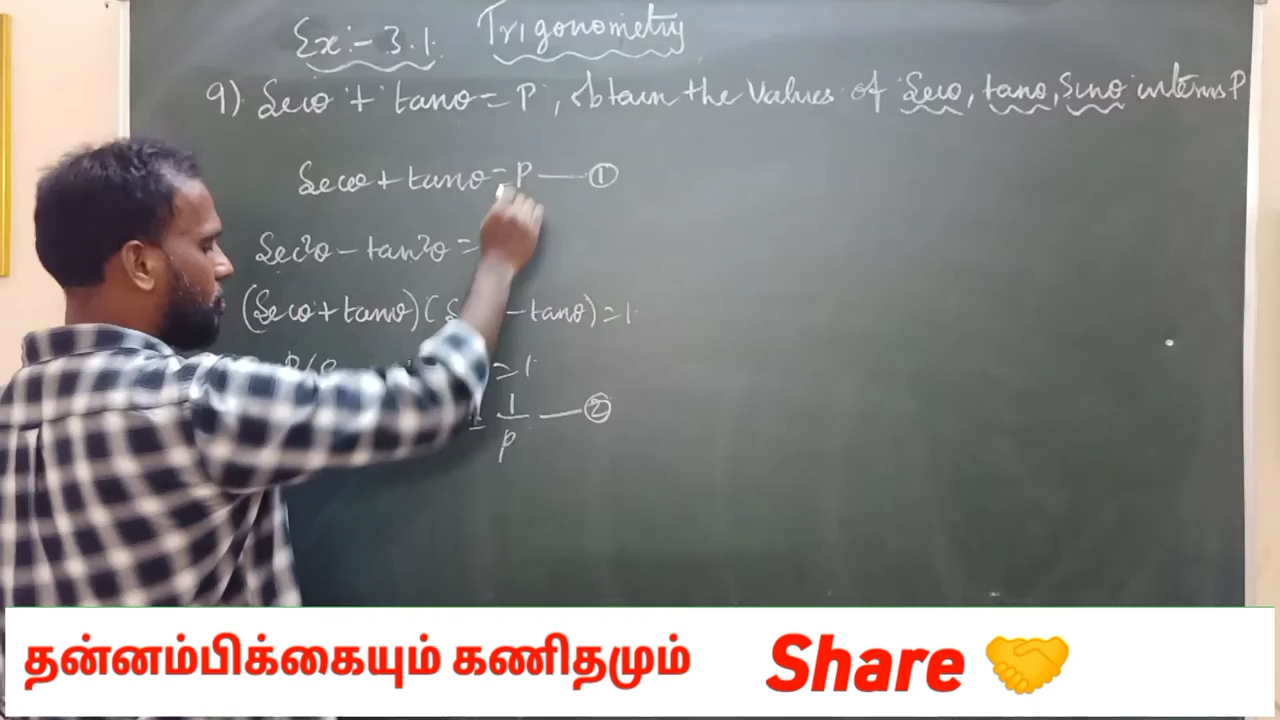 Ex:- 3.1. Trigonometry
9) Secθ + tanθ = P, obtain the values of Secθ, tanθ, Sinθ interms P
Secθ + tanθ = P — ①
Sec²θ - tan²θ =
(Secθ + tanθ) ( - tanθ) = 1
= 1
= 1/p — ②
தன்னம்பிக்கையும் கணிதமும் Share 🤝